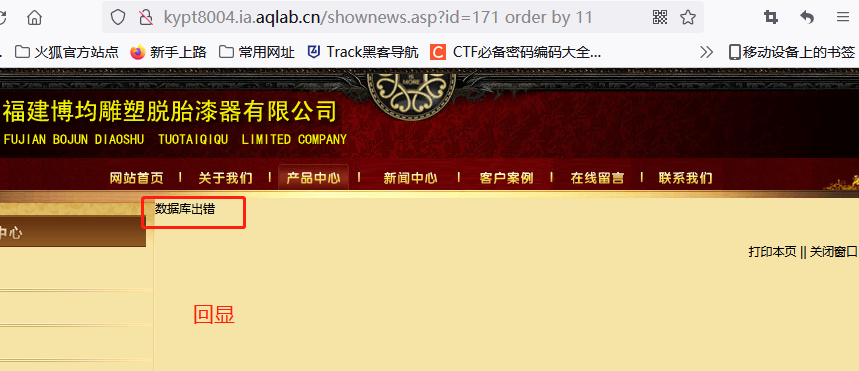 kypt8004.ia.aqlab.cn/shownews.asp?id=171 order by 11
火狐官方站点 新手上路 常用网址 Track黑客导航 CTF必备密码编码大全... 移动设备上的书签
福建博均雕塑脱胎漆器有限公司
FUJIAN BOJUN DIAOSHU TUOTAIQIQU LIMITED COMPANY
网站首页 | 关于我们 | 产品中心 | 新闻中心 | 客户案例 | 在线留言 | 联系我们
数据库出错
中心
打印本页 || 关闭窗口
回显